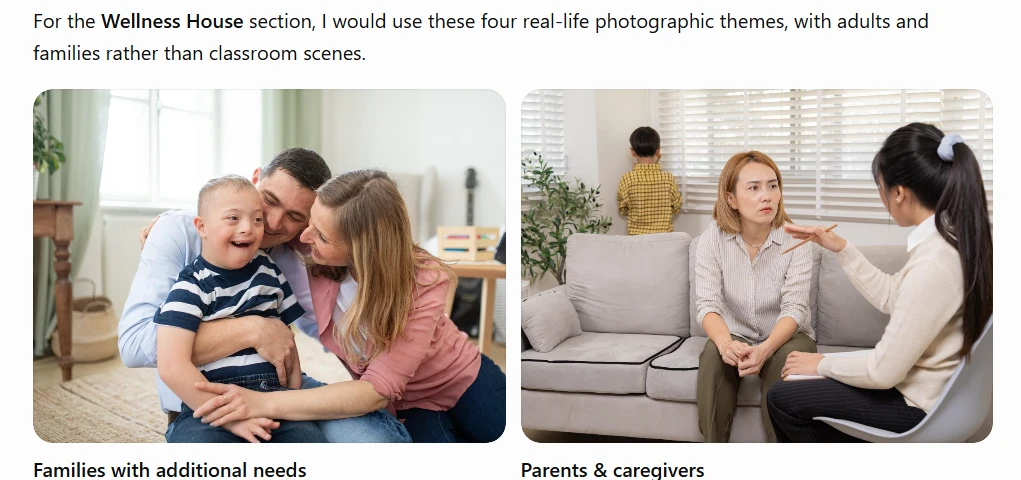 For the Wellness House section, I would use these four real-life photographic themes, with adults and
families rather than classroom scenes.
Families with additional needs
Parents & caregivers